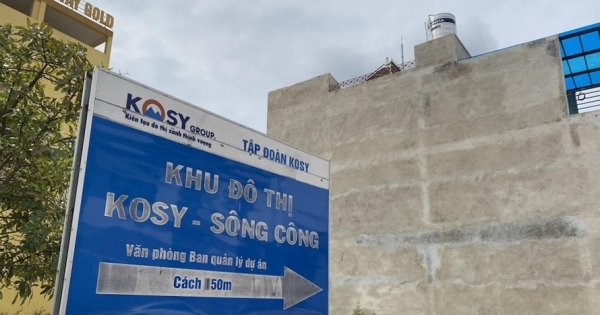 GOLD
KOSY GROUP
Kiến tạo đô thị xanh thịnh vượng
TẬP ĐOÀN KOSY
KHU ĐÔ THỊ
KOSY - SÔNG CÔNG
Văn phòng Ban quản lý dự án
Cách 50m